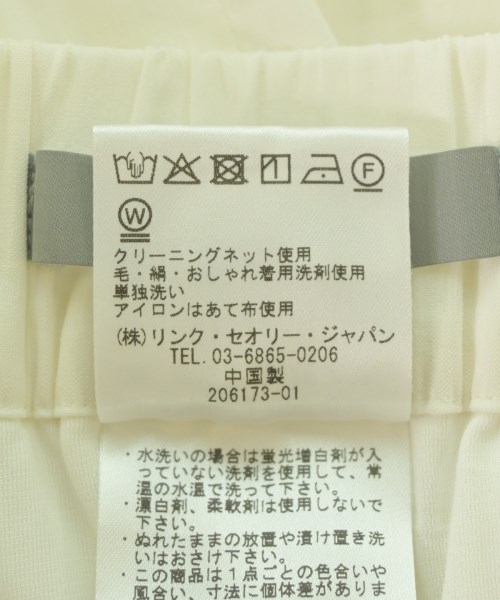 W
F
クリーニングネット使用
毛・絹・おしゃれ着用洗剤使用
単独洗い
アイロンはあて布使用
(株)リンク・セオリー・ジャパン
TEL. 03-6865-0206
中国製
206173-01
・水洗いの場合は蛍光増白剤が入
っていない洗剤を使用して、常
温の水温で洗って下さい。
・漂白剤、柔軟剤は使用しないで
下さい。
・ぬれたままの放置や漬け置き洗
いはおさけ下さい。
・この商品は１点ごとの色合いや
風合い、寸法に個体差がありま